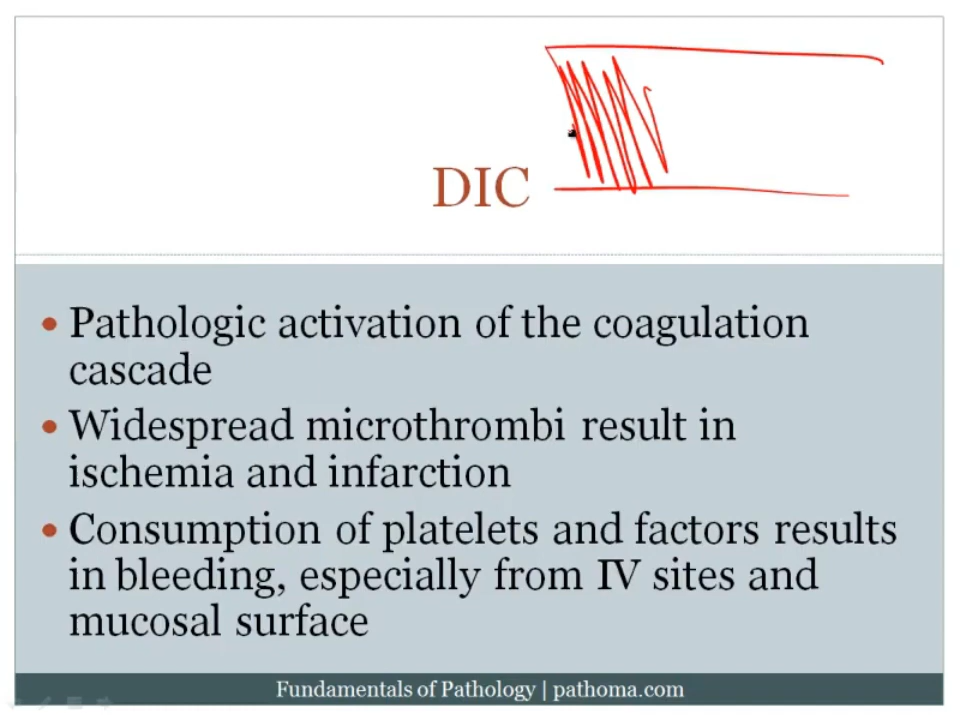 DIC
• Pathologic activation of the coagulation
cascade
• Widespread microthrombi result in
ischemia and infarction
• Consumption of platelets and factors results
in bleeding, especially from IV sites and
mucosal surface
Fundamentals of Pathology | pathoma.com